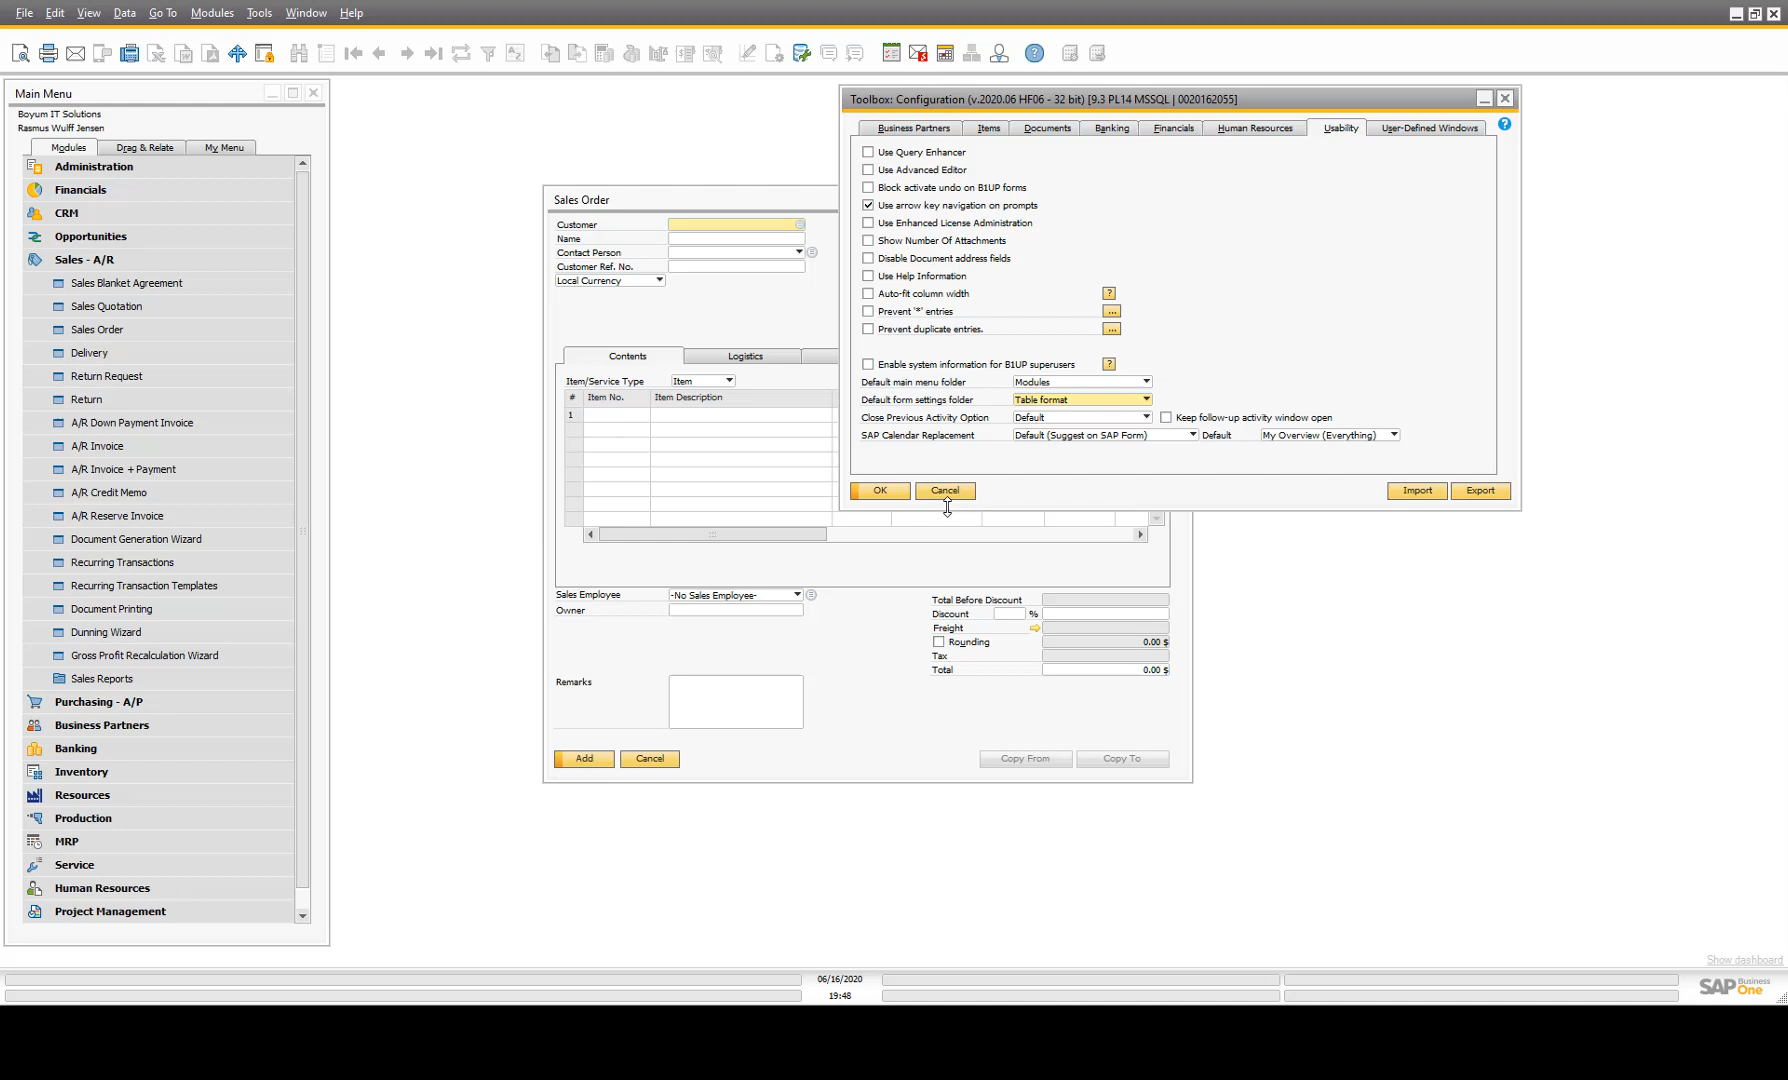 File Edit View Data Go To Modules Tools Window Help
Main Menu
Boyum IT Solutions
Rasmus Wulff Jensen
Modules Drag & Relate My Menu
Administration
Financials
CRM
Opportunities
Sales - A/R
Sales Blanket Agreement
Sales Quotation
Sales Order
Delivery
Return Request
Return
A/R Down Payment Invoice
A/R Invoice
A/R Invoice + Payment
A/R Credit Memo
A/R Reserve Invoice
Document Generation Wizard
Recurring Transactions
Recurring Transaction Templates
Document Printing
Dunning Wizard
Gross Profit Recalculation Wizard
Sales Reports
Purchasing - A/P
Business Partners
Banking
Inventory
Resources
Production
MRP
Service
Human Resources
Project Management
Sales Order
Customer
Name
Contact Person
Customer Ref. No.
Local Currency
Contents Logistics
Item/Service Type Item
# Item No. Item Description
1
Sales Employee -No Sales Employee-
Owner
Remarks
Total Before Discount
Discount %
Freight
Rounding 0.00 $
Tax
Total 0.00 $
Add Cancel Copy From Copy To
Toolbox: Configuration (v.2020.06 HF06 - 32 bit) [9.3 PL14 MSSQL | 0020162055]
Business Partners Items Documents Banking Financials Human Resources Usability User-Defined Windows
Use Query Enhancer
Use Advanced Editor
Block activate undo on B1UP forms
Use arrow key navigation on prompts
Use Enhanced License Administration
Show Number Of Attachments
Disable Document address fields
Use Help Information
Auto-fit column width ?
Prevent '*' entries ...
Prevent duplicate entries. ...
Enable system information for B1UP superusers ?
Default main menu folder Modules
Default form settings folder Table format
Close Previous Activity Option Default Keep follow-up activity window open
SAP Calendar Replacement Default (Suggest on SAP Form) Default My Overview (Everything)
OK Cancel Import Export
Show dashboard
06/16/2020
19:48
SAP Business One